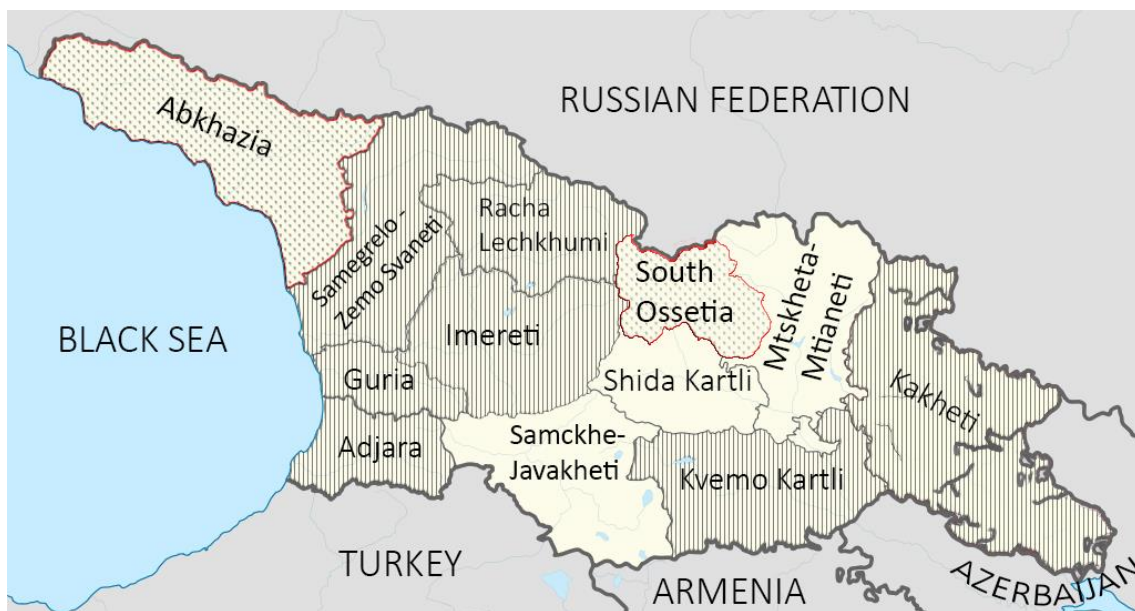 RUSSIAN FEDERATION
Abkhazia
Racha
Lechkhumi
Samegrelo -
Zemo Svaneti
South
Ossetia
Mtskheta-
Mtianeti
BLACK SEA
Imereti
Guria
Shida Kartli
Kakheti
Adjara
Samckhe-
Javakheti
Kvemo Kartli
TURKEY
ARMENIA
AZERBAIJAN